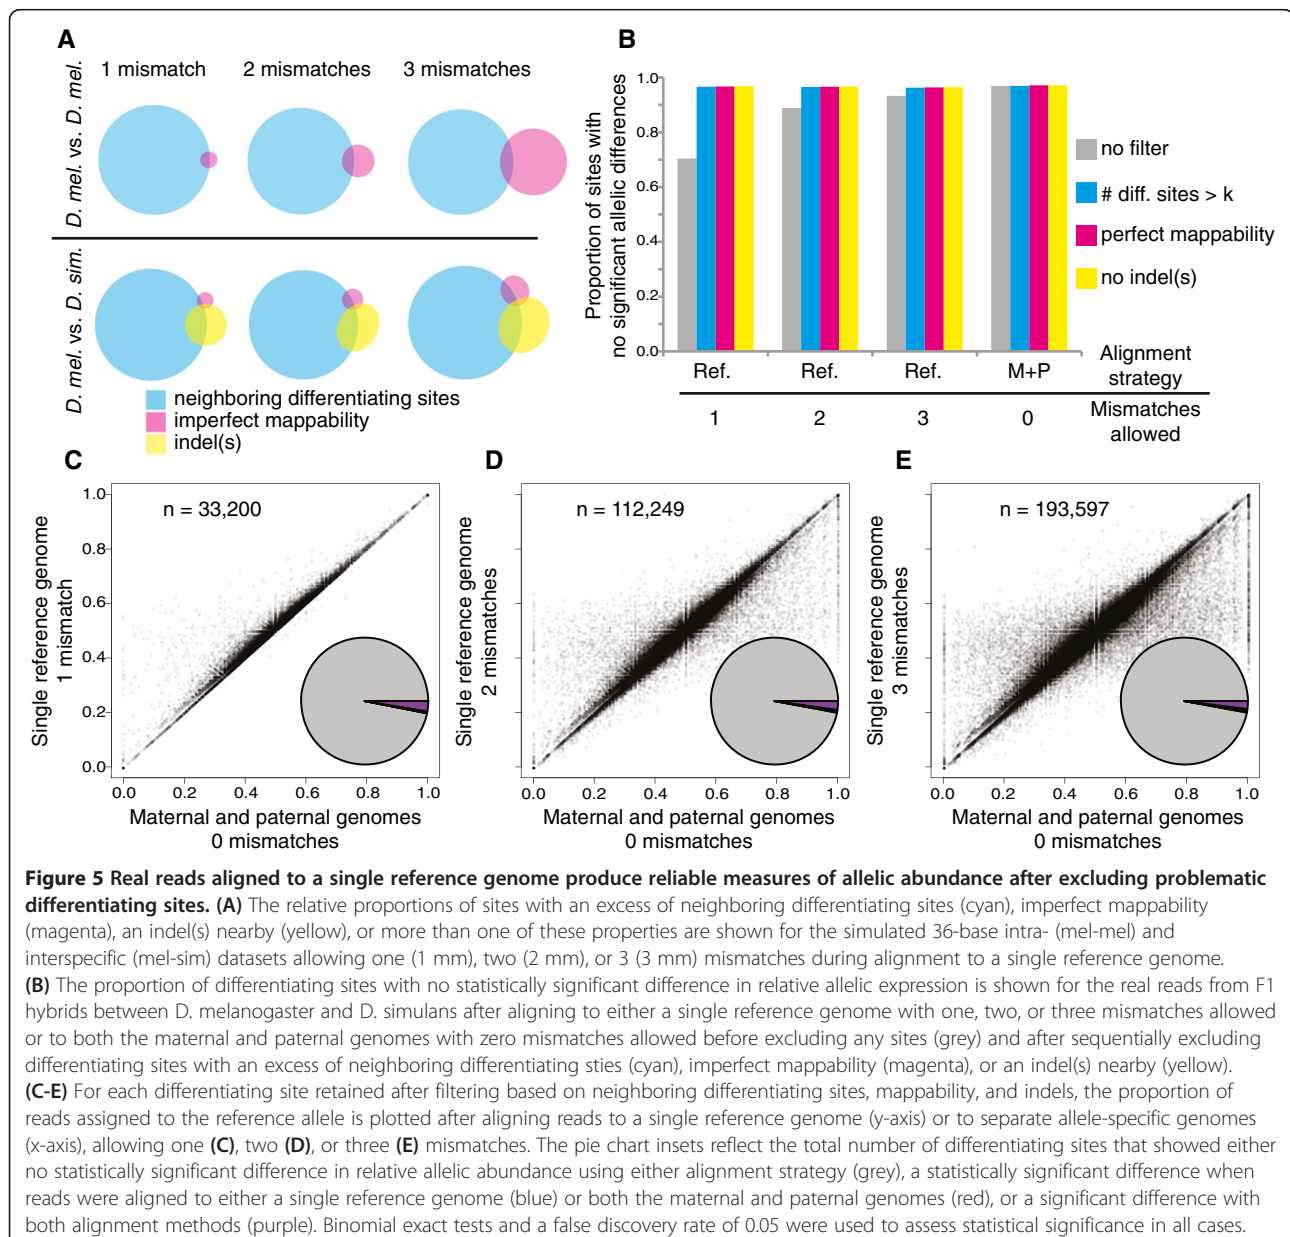 A
1 mismatch 2 mismatches 3 mismatches
D. mel. vs. D. mel.
D. mel. vs. D. sim.
neighboring differentiating sites
imperfect mappability
indel(s)
B
Proportion of sites with
no significant allelic differences
1.0
0.8
0.6
0.4
0.2
0.0
no filter
# diff. sites > k
perfect mappability
no indel(s)
Ref. Ref. Ref. M+P Alignment strategy
1 2 3 0 Mismatches allowed
C
n = 33,200
Single reference genome
1 mismatch
1.0
0.8
0.6
0.4
0.2
0.0
0.0 0.2 0.4 0.6 0.8 1.0
Maternal and paternal genomes
0 mismatches
D
n = 112,249
Single reference genome
2 mismatches
0.0 0.2 0.4 0.6 0.8 1.0
Maternal and paternal genomes
0 mismatches
E
n = 193,597
Single reference genome
3 mismatches
0.0 0.2 0.4 0.6 0.8 1.0
Maternal and paternal genomes
0 mismatches
Figure 5 Real reads aligned to a single reference genome produce reliable measures of allelic abundance after excluding problematic
differentiating sites. (A) The relative proportions of sites with an excess of neighboring differentiating sites (cyan), imperfect mappability
(magenta), an indel(s) nearby (yellow), or more than one of these properties are shown for the simulated 36-base intra- (mel-mel) and
interspecific (mel-sim) datasets allowing one (1 mm), two (2 mm), or 3 (3 mm) mismatches during alignment to a single reference genome.
(B) The proportion of differentiating sites with no statistically significant difference in relative allelic expression is shown for the real reads from F1
hybrids between D. melanogaster and D. simulans after aligning to either a single reference genome with one, two, or three mismatches allowed
or to both the maternal and paternal genomes with zero mismatches allowed before excluding any sites (grey) and after sequentially excluding
differentiating sites with an excess of neighboring differentiating sties (cyan), imperfect mappability (magenta), or an indel(s) nearby (yellow).
(C-E) For each differentiating site retained after filtering based on neighboring differentiating sites, mappability, and indels, the proportion of
reads assigned to the reference allele is plotted after aligning reads to a single reference genome (y-axis) or to separate allele-specific genomes
(x-axis), allowing one (C), two (D), or three (E) mismatches. The pie chart insets reflect the total number of differentiating sites that showed either
no statistically significant difference in relative allelic abundance using either alignment strategy (grey), a statistically significant difference when
reads were aligned to either a single reference genome (blue) or both the maternal and paternal genomes (red), or a significant difference with
both alignment methods (purple). Binomial exact tests and a false discovery rate of 0.05 were used to assess statistical significance in all cases.